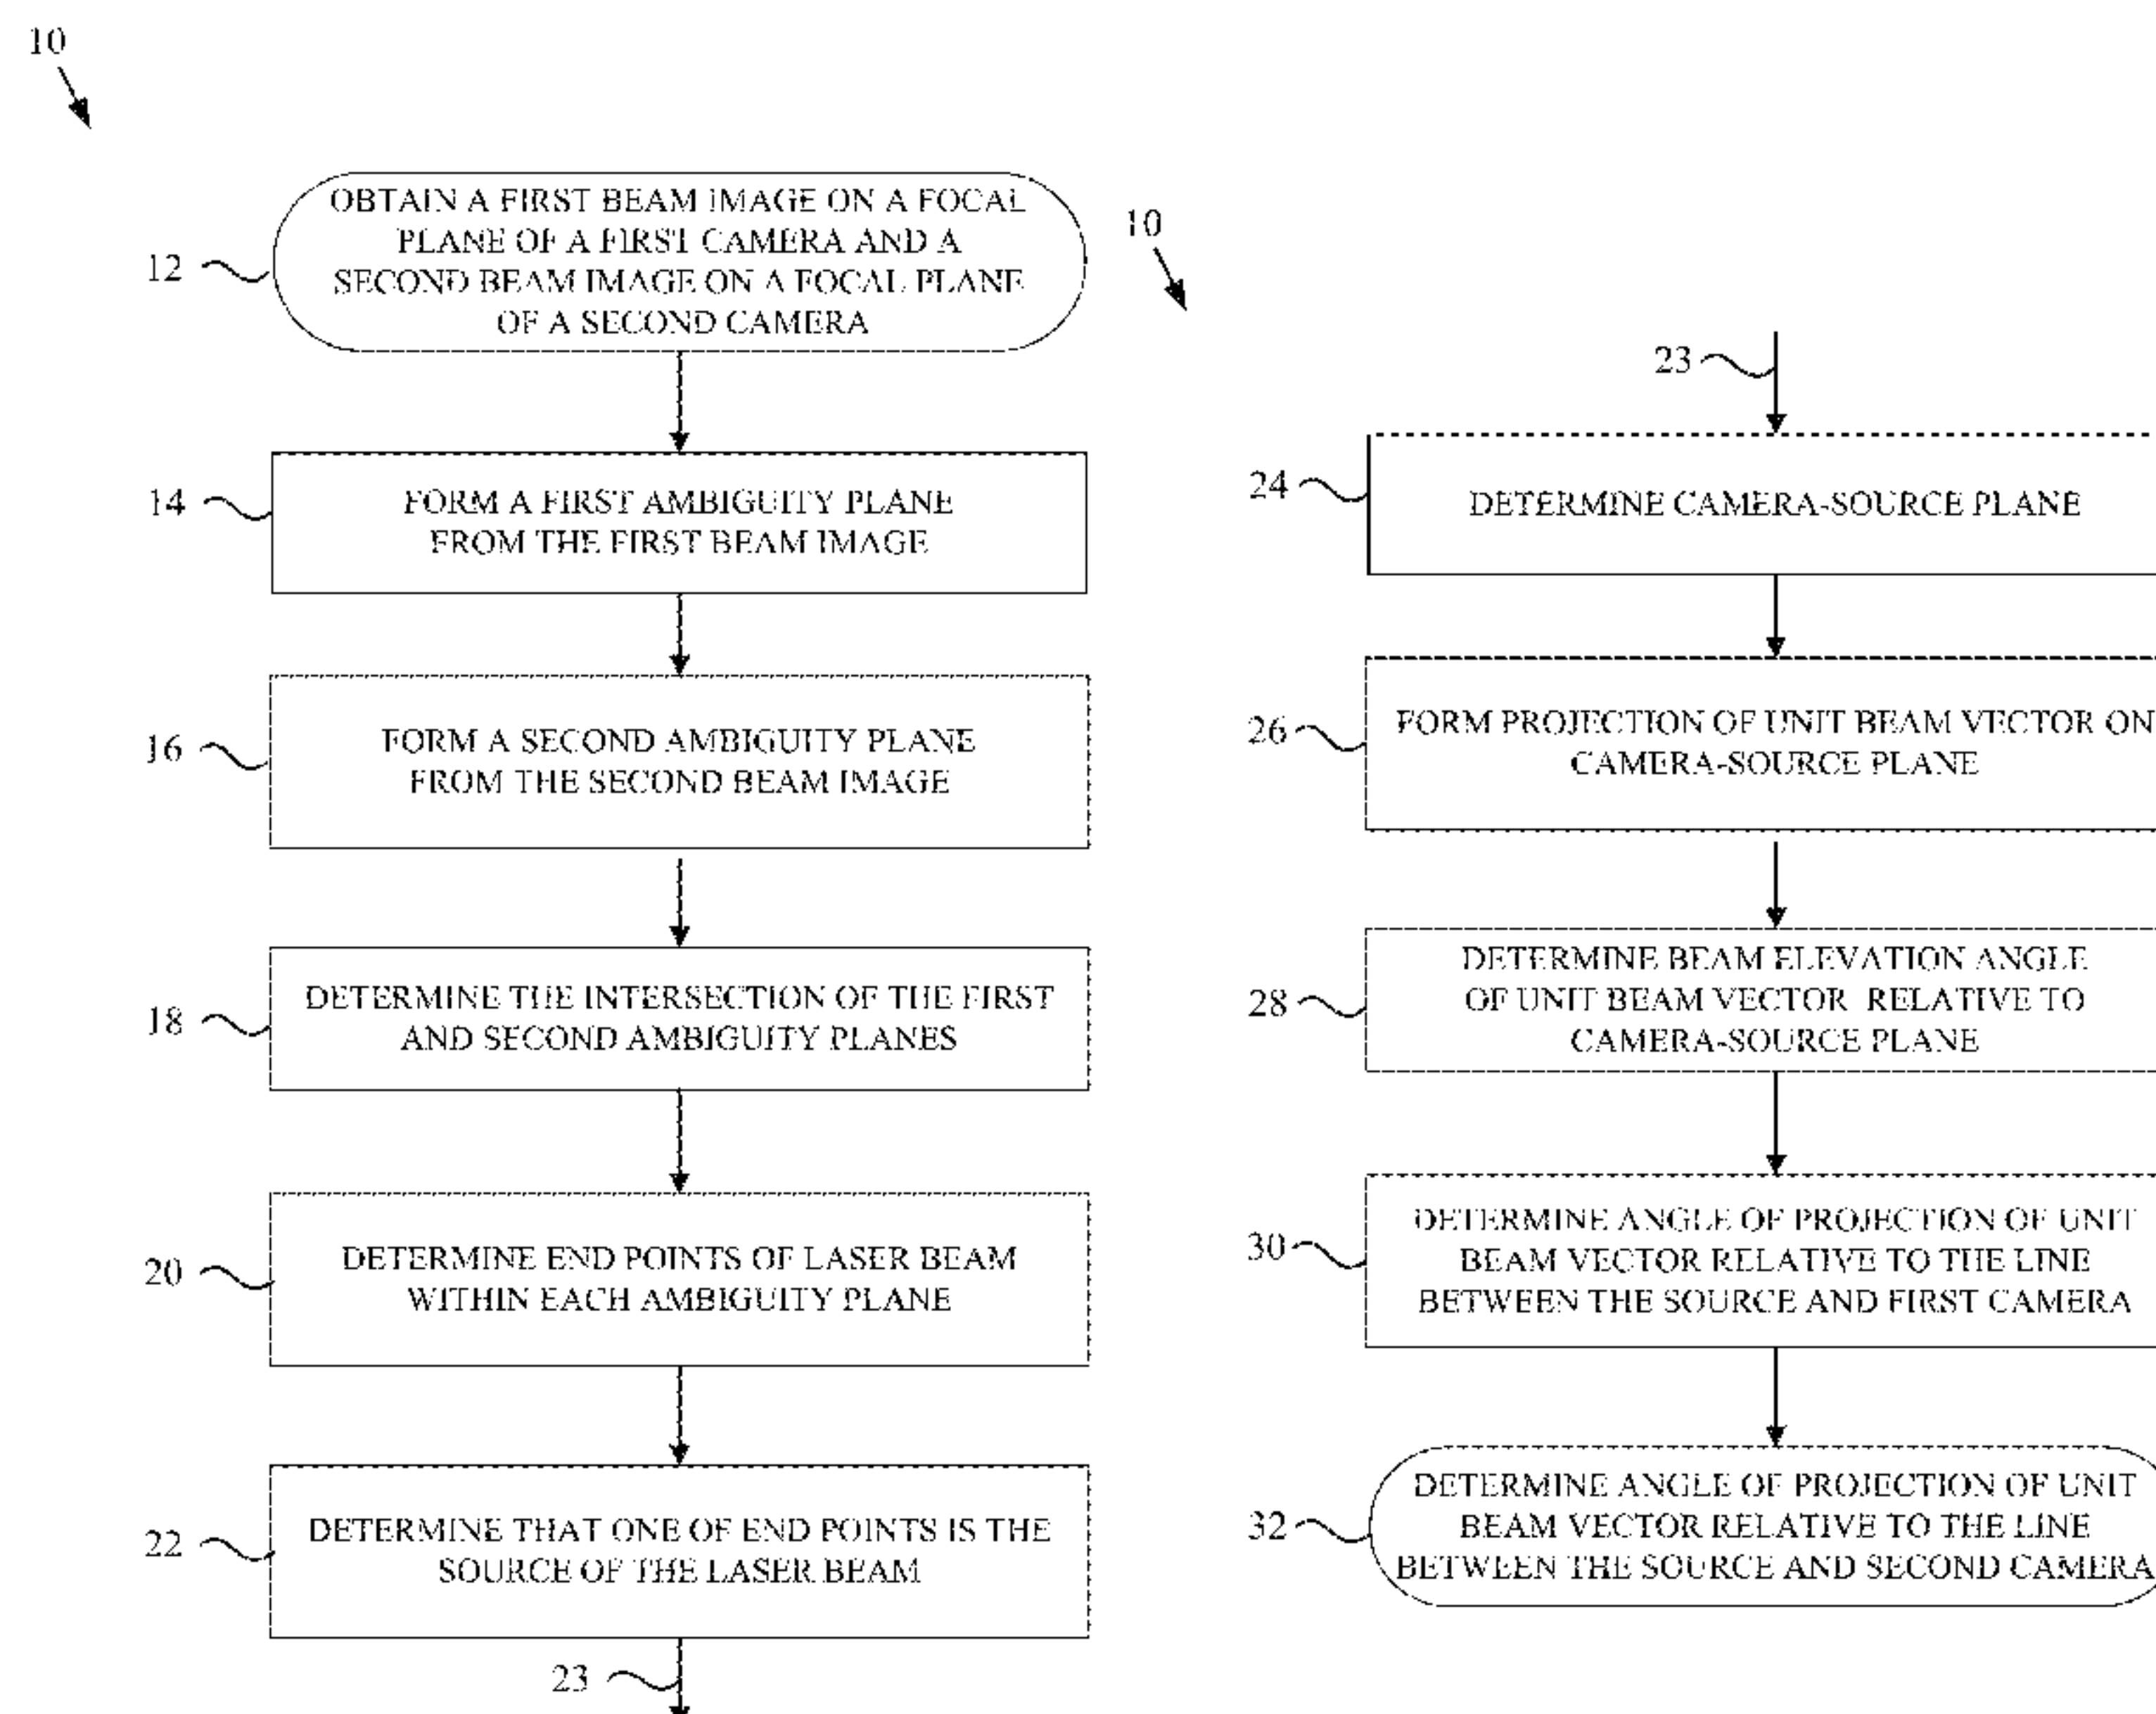 10
12
OBTAIN A FIRST BEAM IMAGE ON A FOCAL
PLANE OF A FIRST CAMERA AND A
SECOND BEAM IMAGE ON A FOCAL PLANE
OF A SECOND CAMERA
14
FORM A FIRST AMBIGUITY PLANE
FROM THE FIRST BEAM IMAGE
16
FORM A SECOND AMBIGUITY PLANE
FROM THE SECOND BEAM IMAGE
18
DETERMINE THE INTERSECTION OF THE FIRST
AND SECOND AMBIGUITY PLANES
20
DETERMINE END POINTS OF LASER BEAM
WITHIN EACH AMBIGUITY PLANE
22
DETERMINE THAT ONE OF END POINTS IS THE
SOURCE OF THE LASER BEAM
23
10
23
24
DETERMINE CAMERA-SOURCE PLANE
26
FORM PROJECTION OF UNIT BEAM VECTOR ON
CAMERA-SOURCE PLANE
28
DETERMINE BEAM ELEVATION ANGLE
OF UNIT BEAM VECTOR RELATIVE TO
CAMERA-SOURCE PLANE
30
DETERMINE ANGLE OF PROJECTION OF UNIT
BEAM VECTOR RELATIVE TO THE LINE
BETWEEN THE SOURCE AND FIRST CAMERA
32
DETERMINE ANGLE OF PROJECTION OF UNIT
BEAM VECTOR RELATIVE TO THE LINE
BETWEEN THE SOURCE AND SECOND CAMERA